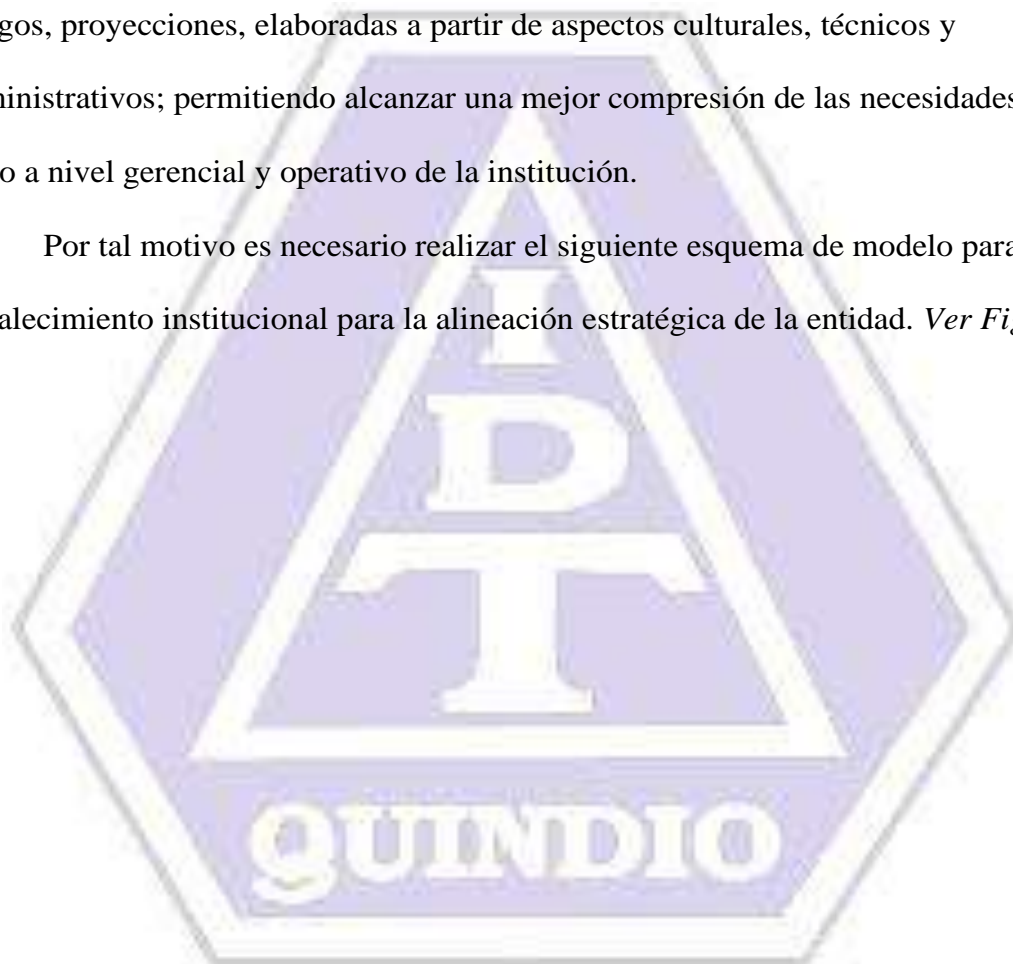 gos, proyecciones, elaboradas a partir de aspectos culturales, técnicos y
ministrativos; permitiendo alcanzar una mejor compresión de las necesidades
o a nivel gerencial y operativo de la institución.
Por tal motivo es necesario realizar el siguiente esquema de modelo para
alecimiento institucional para la alineación estratégica de la entidad. Ver Fig
I
D
T
QUINDIO